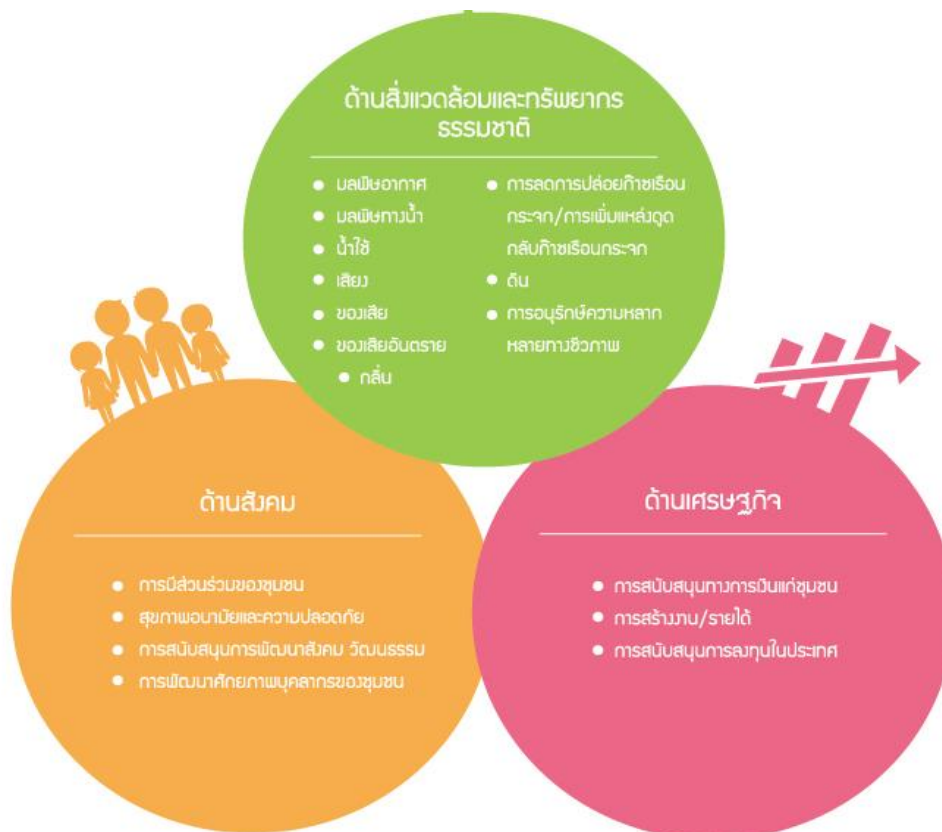 ด้านสิ่งแวดล้อมและทรัพยากร
ธรรมชาติ
● มลพิษอากาศ
● มลพิษทางน้ำ
● น้ำใช้
● เสียง
● ของเสีย
● ของเสียอันตราย
● กลิ่น
● การลดการปล่อยก๊าซเรือน
กระจก/การเพิ่มแหล่งดูด
กลับก๊าซเรือนกระจก
● ดิน
● การอนุรักษ์ความหลาก
หลายทางชีวภาพ
ด้านสังคม
● การมีส่วนร่วมของชุมชน
● สุขภาพอนามัยและความปลอดภัย
● การสนับสนุนการพัฒนาสังคม วัฒนธรรม
● การพัฒนาศักยภาพบุคลากรของชุมชน
ด้านเศรษฐกิจ
● การสนับสนุนทางการเงินแก่ชุมชน
● การสร้างงาน/รายได้
● การสนับสนุนการลงทุนในประเทศ